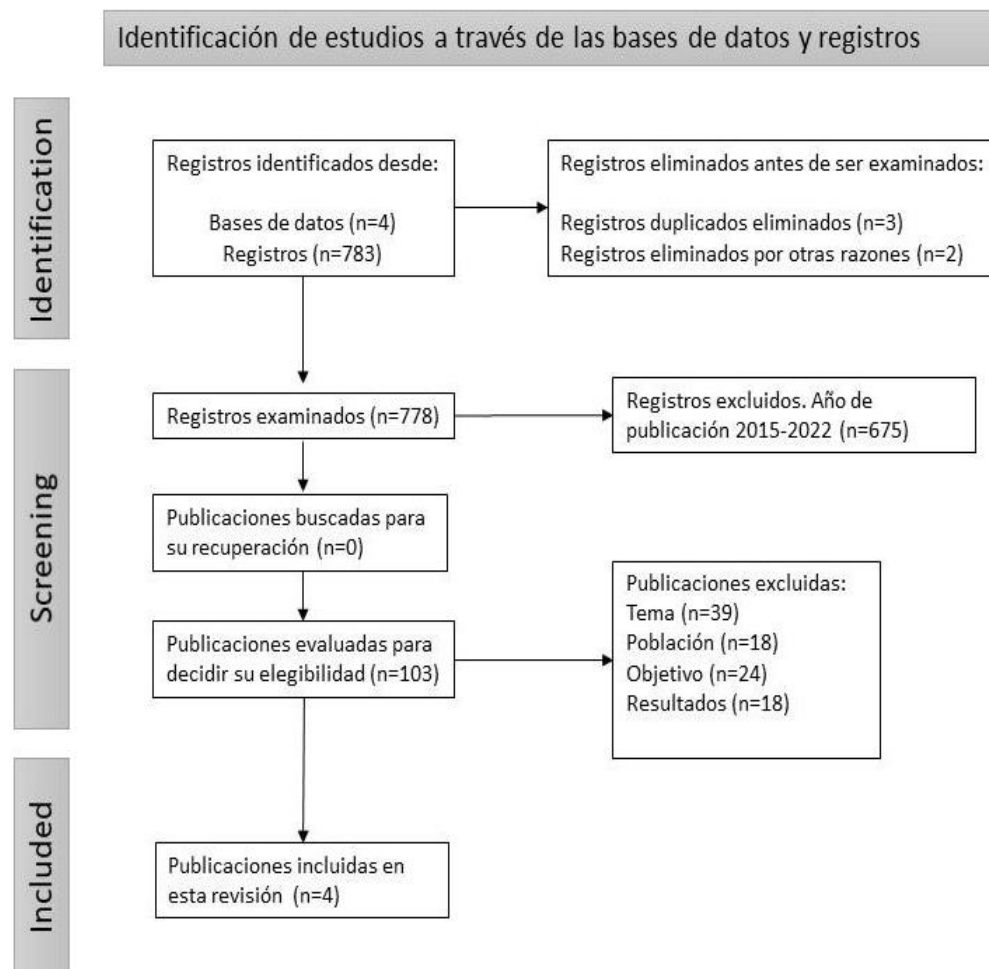 Identificación de estudios a través de las bases de datos y registros
Identification
Registros identificados desde:
Bases de datos (n=4)
Registros (n=783)
Registros eliminados antes de ser examinados:
Registros duplicados eliminados (n=3)
Registros eliminados por otras razones (n=2)
Screening
Registros examinados (n=778)
Registros excluidos. Año de
publicación 2015-2022 (n=675)
Publicaciones buscadas para
su recuperación (n=0)
Publicaciones evaluadas para
decidir su elegibilidad (n=103)
Publicaciones excluidas:
Tema (n=39)
Población (n=18)
Objetivo (n=24)
Resultados (n=18)
Included
Publicaciones incluidas en
esta revisión (n=4)